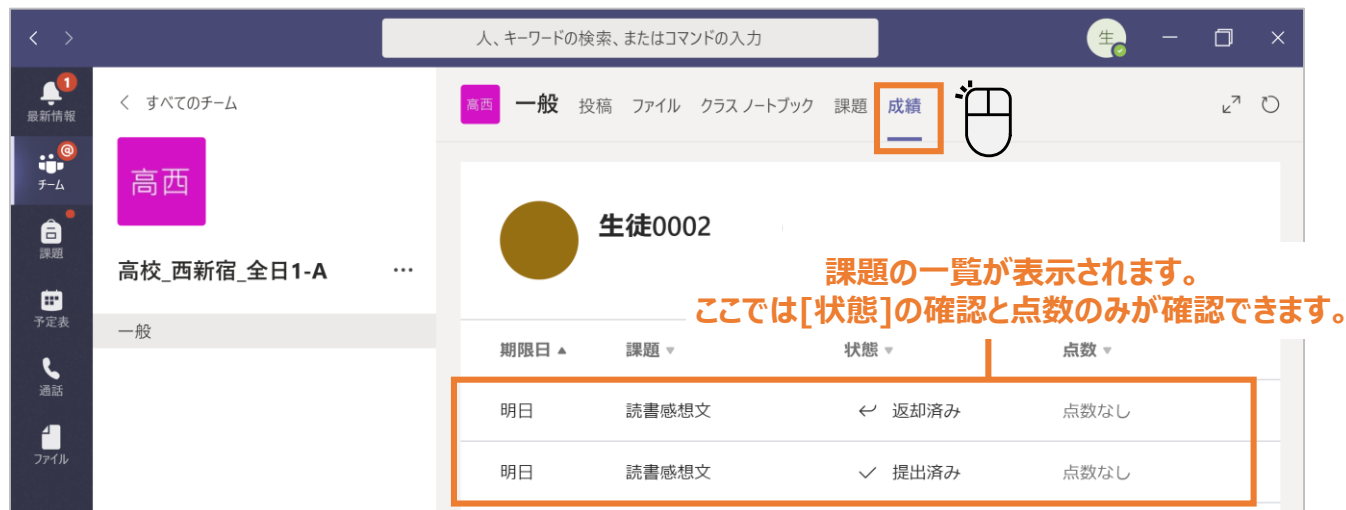 人、キーワードの検索、またはコマンドの入力
生
1
最新情報
@
チーム
課題
予定表
通話
ファイル
すべてのチーム
高西
高校_西新宿_全日1-A
…
一般
高西 一般 投稿 ファイル クラス ノートブック 課題 成績
生徒0002
課題の一覧が表示されます。
ここでは[状態]の確認と点数のみが確認できます。
期限日 課題 状態 点数
明日 読書感想文 返却済み 点数なし
明日 読書感想文 提出済み 点数なし